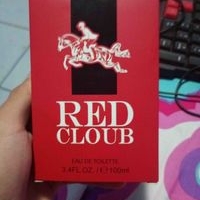 RED
CLOUB
EAU DE TOILETTE
3.4FL.OZ. / E 100ml